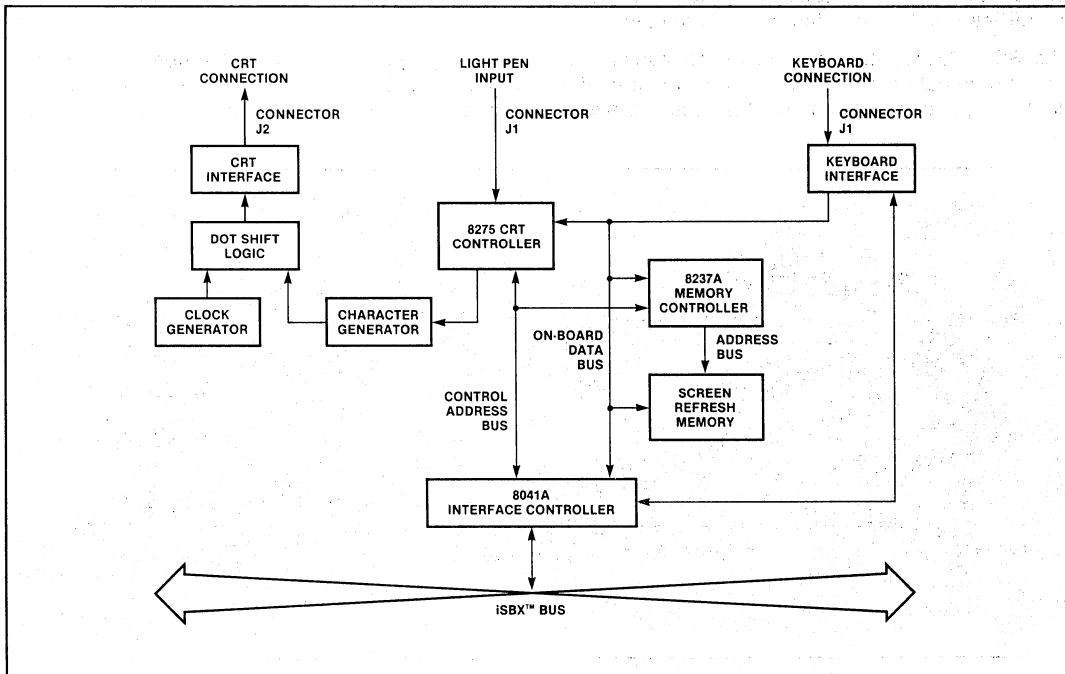 CRT
CONNECTION
LIGHT PEN
INPUT
KEYBOARD
CONNECTION
CONNECTOR
J2
CONNECTOR
J1
CONNECTOR
J1
CRT
INTERFACE
KEYBOARD
INTERFACE
DOT SHIFT
LOGIC
8275 CRT
CONTROLLER
8237A
MEMORY
CONTROLLER
CLOCK
GENERATOR
CHARACTER
GENERATOR
ON-BOARD
DATA
BUS
ADDRESS
BUS
CONTROL
ADDRESS
BUS
SCREEN
REFRESH
MEMORY
8041A
INTERFACE CONTROLLER
iSBX™ BUS